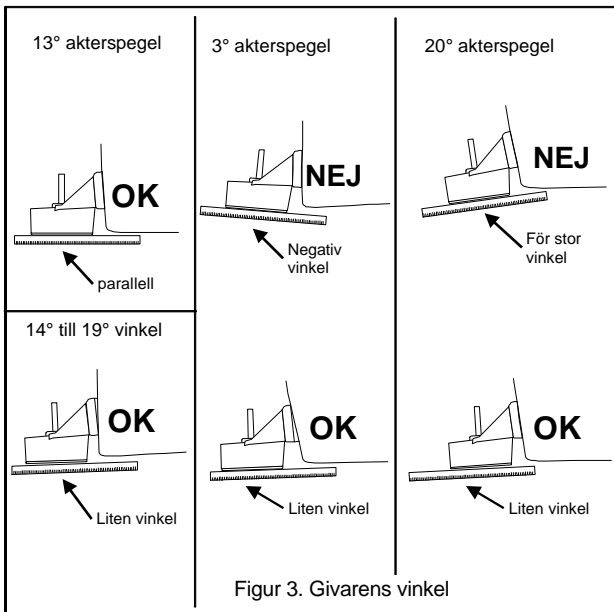 13° akterspegel
OK
parallell
14° till 19° vinkel
OK
Liten vinkel
3° akterspegel
NEJ
Negativ
vinkel
OK
Liten vinkel
20° akterspegel
NEJ
För stor
vinkel
OK
Liten vinkel
Figur 3. Givarens vinkel